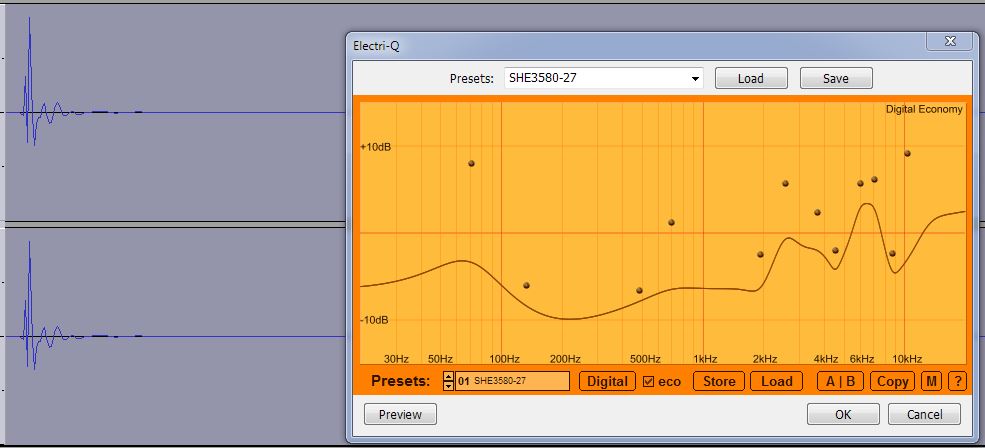 Electri-Q
Presets: SHE3580-27 Load Save
Digital Economy
+10dB
-10dB
30Hz 50Hz 100Hz 200Hz 500Hz 1kHz 2kHz 4kHz 6kHz 10kHz
Presets: 01 SHE3580-27 Digital eco Store Load A | B Copy M ?
Preview OK Cancel